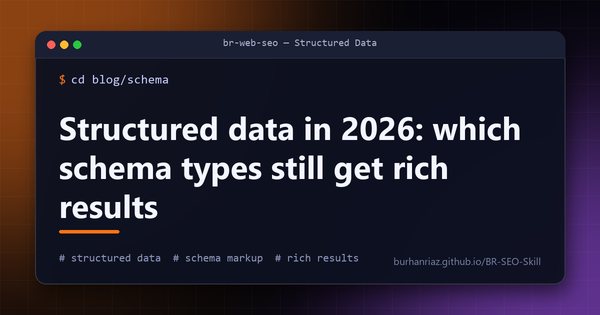 br-web-seo — Structured Data
$ cd blog/schema
Structured data in 2026: which
schema types still get rich
results
# structured data # schema markup # rich results
burhanriaz.github.io/BR-SEO-Skill